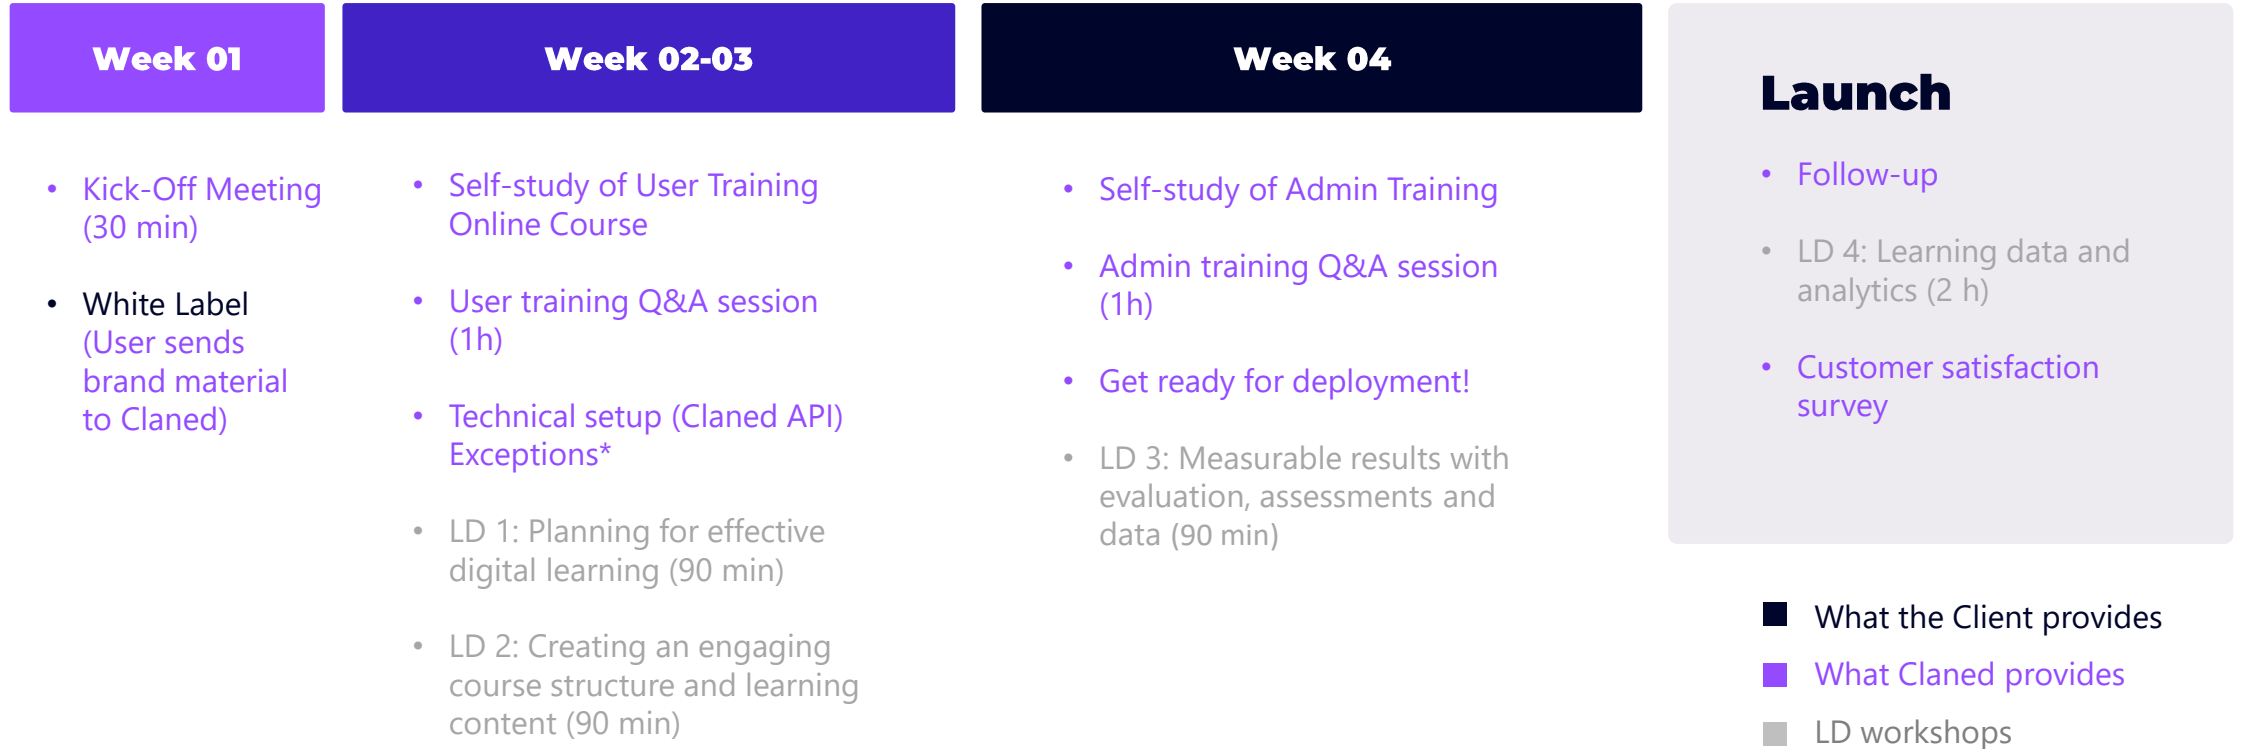 Week 01
• Kick-Off Meeting
(30 min)
• White Label
(User sends
brand material
to Claned)
Week 02-03
• Self-study of User Training
Online Course
• User training Q&A session
(1h)
• Technical setup (Claned API)
Exceptions*
• LD 1: Planning for effective
digital learning (90 min)
• LD 2: Creating an engaging
course structure and learning
content (90 min)
Week 04
• Self-study of Admin Training
• Admin training Q&A session
(1h)
• Get ready for deployment!
• LD 3: Measurable results with
evaluation, assessments and
data (90 min)
Launch
• Follow-up
• LD 4: Learning data and
analytics (2 h)
• Customer satisfaction
survey
What the Client provides
What Claned provides
LD workshops